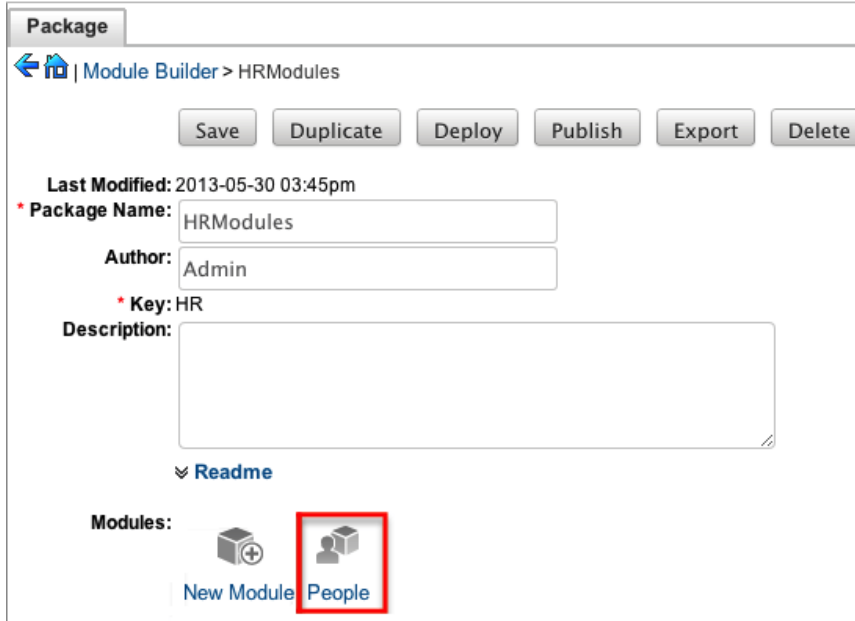 Package
| Module Builder > HRModules
Save Duplicate Deploy Publish Export Delete
Last Modified: 2013-05-30 03:45pm
* Package Name: HRModules
Author: Admin
* Key: HR
Description:
Readme
Modules:
New Module People